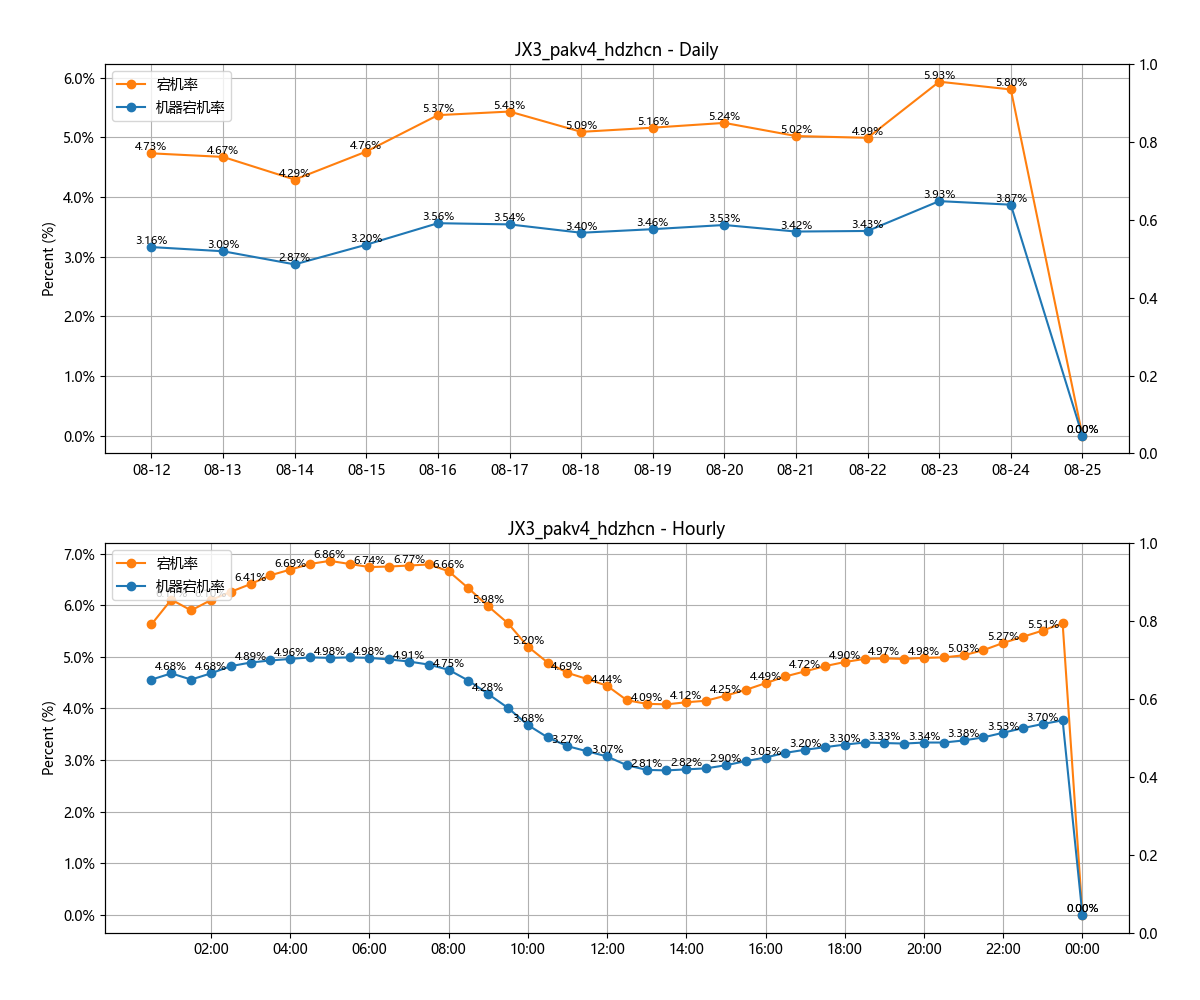 JX3_pakv4_hdzhcn - Daily
宕机率
机器宕机率
Percent (%)
6.0%
5.0%
4.0%
3.0%
2.0%
1.0%
0.0%
1.0
0.8
0.6
0.4
0.2
0.0
4.73% 4.67% 4.29% 4.76% 5.37% 5.43% 5.09% 5.16% 5.24% 5.02% 4.99% 5.93% 5.80% 0.00%
3.16% 3.09% 2.87% 3.20% 3.56% 3.54% 3.40% 3.46% 3.53% 3.42% 3.43% 3.93% 3.87% 0.00%
08-12 08-13 08-14 08-15 08-16 08-17 08-18 08-19 08-20 08-21 08-22 08-23 08-24 08-25
JX3_pakv4_hdzhcn - Hourly
宕机率
机器宕机率
Percent (%)
7.0%
6.0%
5.0%
4.0%
3.0%
2.0%
1.0%
0.0%
1.0
0.8
0.6
0.4
0.2
0.0
6.41% 6.69% 6.86% 6.74% 6.77% 6.66% 5.98% 5.20% 4.69% 4.44% 4.09% 4.12% 4.25% 4.49% 4.72% 4.90% 4.97% 4.98% 5.03% 5.27% 5.51% 0.00%
4.68% 4.68% 4.89% 4.96% 4.98% 4.98% 4.91% 4.75% 4.28% 3.68% 3.27% 3.07% 2.81% 2.82% 2.90% 3.05% 3.20% 3.30% 3.33% 3.34% 3.38% 3.53% 3.70% 0.00%
02:00 04:00 06:00 08:00 10:00 12:00 14:00 16:00 18:00 20:00 22:00 00:00